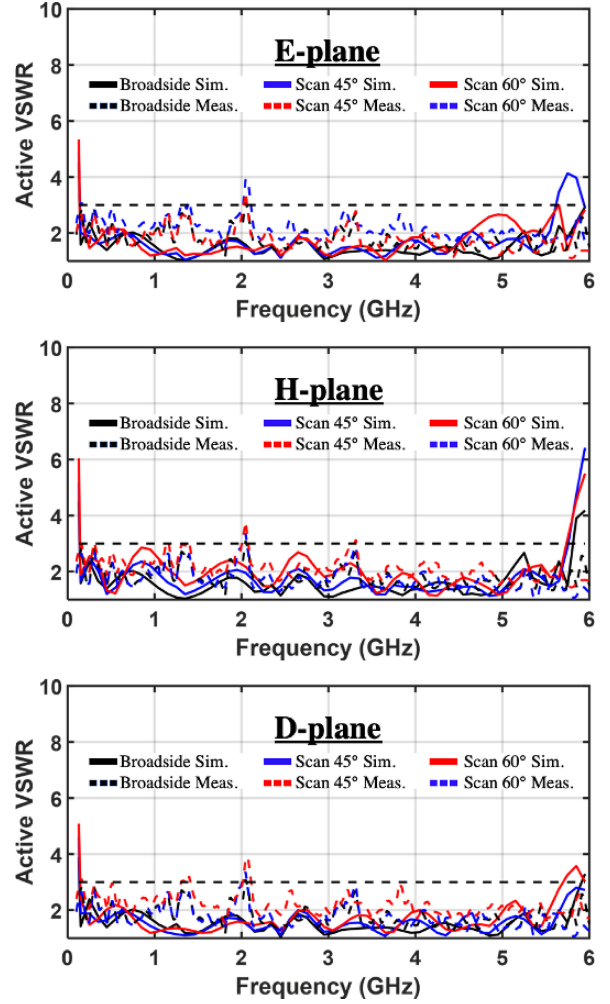 10
E-plane
8
Broadside Sim. Scan 45° Sim. Scan 60° Sim.
Broadside Meas. Scan 45° Meas. Scan 60° Meas.
6
4
2
Active VSWR
0 1 2 3 4 5 6
Frequency (GHz)
10
H-plane
8
Broadside Sim. Scan 45° Sim. Scan 60° Sim.
Broadside Meas. Scan 45° Meas. Scan 60° Meas.
6
4
2
Active VSWR
0 1 2 3 4 5 6
Frequency (GHz)
10
D-plane
8
Broadside Sim. Scan 45° Sim. Scan 60° Sim.
Broadside Meas. Scan 45° Meas. Scan 60° Meas.
6
4
2
Active VSWR
0 1 2 3 4 5 6
Frequency (GHz)